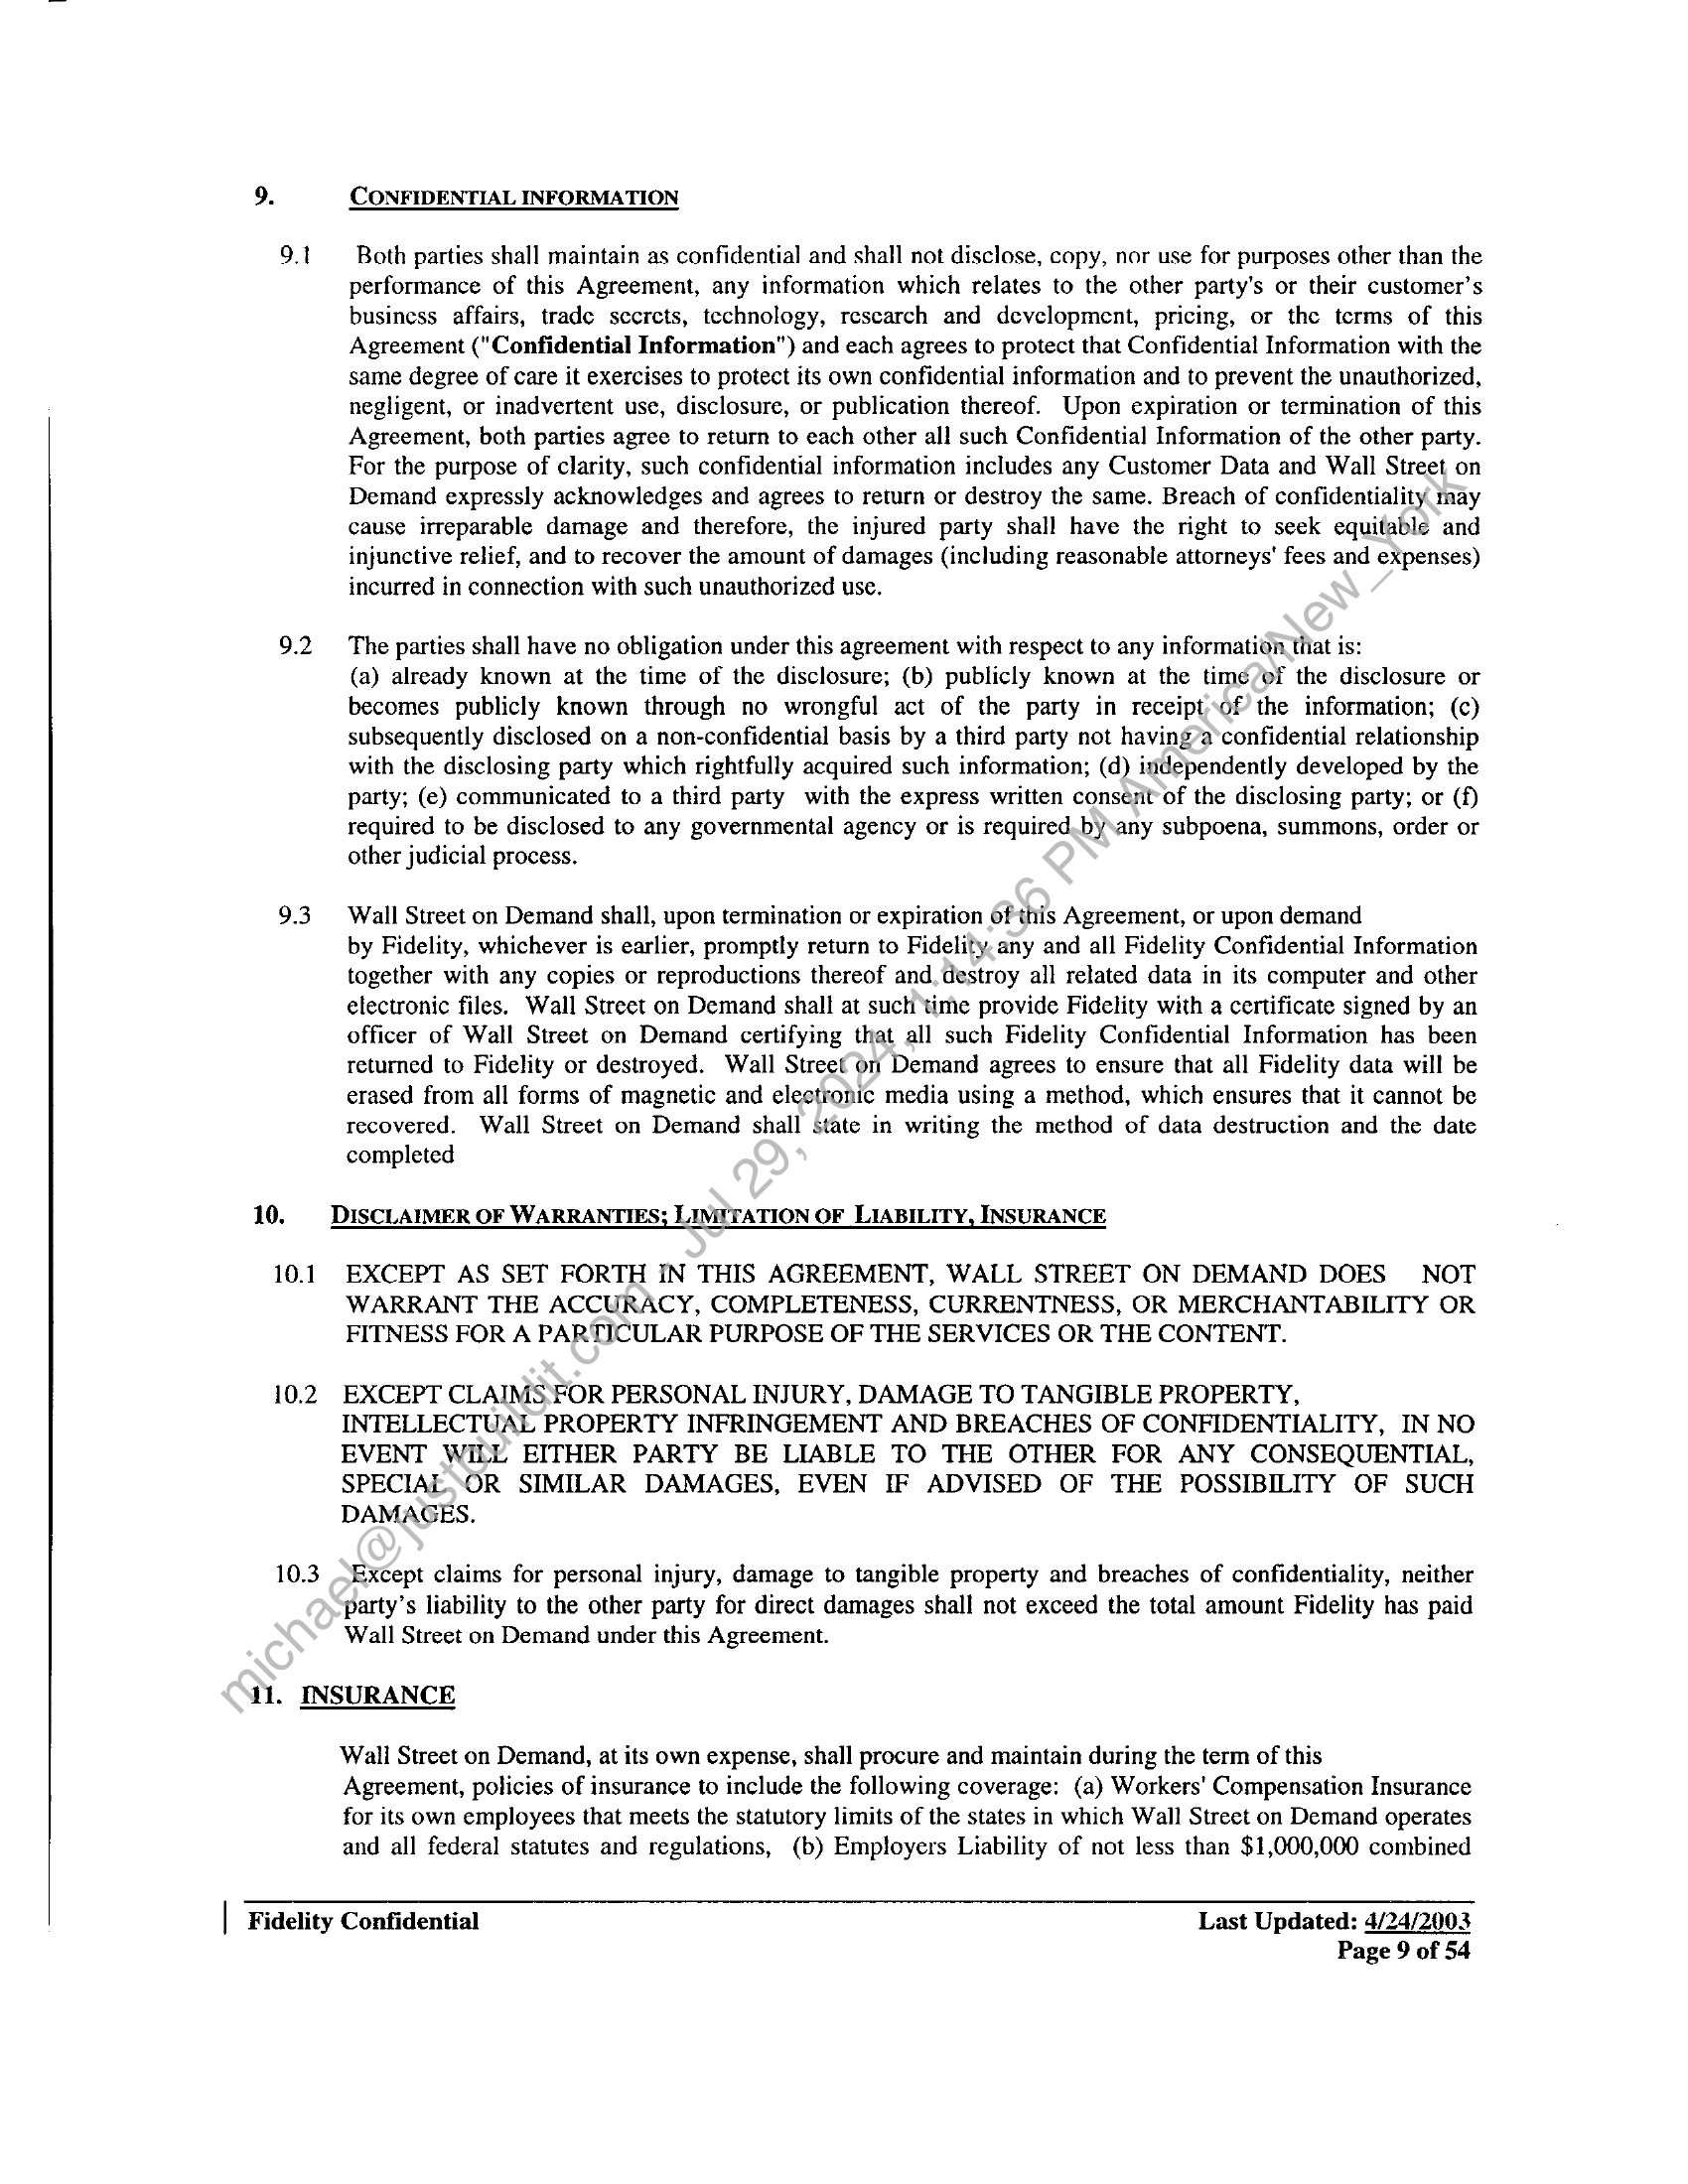 9. CONFIDENTIAL INFORMATION
9.1 Both parties shall maintain as confidential and shall not disclose, copy, nor use for purposes other than the
performance of this Agreement, any information which relates to the other party's or their customer's
business affairs, trade secrets, technology, research and development, pricing, or the terms of this
Agreement ("Confidential Information") and each agrees to protect that Confidential Information with the
same degree of care it exercises to protect its own confidential information and to prevent the unauthorized,
negligent, or inadvertent use, disclosure, or publication thereof. Upon expiration or termination of this
Agreement, both parties agree to return to each other all such Confidential Information of the other party.
For the purpose of clarity, such confidential information includes any Customer Data and Wall Street on
Demand expressly acknowledges and agrees to return or destroy the same. Breach of confidentiality may
cause irreparable damage and therefore, the injured party shall have the right to seek equitable and
injunctive relief, and to recover the amount of damages (including reasonable attorneys' fees and expenses)
incurred in connection with such unauthorized use.
9.2 The parties shall have no obligation under this agreement with respect to any information that is:
(a) already known at the time of the disclosure; (b) publicly known at the time of the disclosure or
becomes publicly known through no wrongful act of the party in receipt of the information; (c)
subsequently disclosed on a non-confidential basis by a third party not having a confidential relationship
with the disclosing party which rightfully acquired such information; (d) independently developed by the
party; (e) communicated to a third party with the express written consent of the disclosing party; or (f)
required to be disclosed to any governmental agency or is required by any subpoena, summons, order or
other judicial process.
9.3 Wall Street on Demand shall, upon termination or expiration of this Agreement, or upon demand
by Fidelity, whichever is earlier, promptly return to Fidelity any and all Fidelity Confidential Information
together with any copies or reproductions thereof and destroy all related data in its computer and other
electronic files. Wall Street on Demand shall at such time provide Fidelity with a certificate signed by an
officer of Wall Street on Demand certifying that all such Fidelity Confidential Information has been
returned to Fidelity or destroyed. Wall Street on Demand agrees to ensure that all Fidelity data will be
erased from all forms of magnetic and electronic media using a method, which ensures that it cannot be
recovered. Wall Street on Demand shall state in writing the method of data destruction and the date
completed
10. DISCLAIMER OF WARRANTIES; LIMITATION OF LIABILITY, INSURANCE
10.1 EXCEPT AS SET FORTH IN THIS AGREEMENT, WALL STREET ON DEMAND DOES NOT
WARRANT THE ACCURACY, COMPLETENESS, CURRENTNESS, OR MERCHANTABILITY OR
FITNESS FOR A PARTICULAR PURPOSE OF THE SERVICES OR THE CONTENT.
10.2 EXCEPT CLAIMS FOR PERSONAL INJURY, DAMAGE TO TANGIBLE PROPERTY,
INTELLECTUAL PROPERTY INFRINGEMENT AND BREACHES OF CONFIDENTIALITY, IN NO
EVENT WILL EITHER PARTY BE LIABLE TO THE OTHER FOR ANY CONSEQUENTIAL,
SPECIAL OR SIMILAR DAMAGES, EVEN IF ADVISED OF THE POSSIBILITY OF SUCH
DAMAGES.
10.3 Except claims for personal injury, damage to tangible property and breaches of confidentiality, neither
party's liability to the other party for direct damages shall not exceed the total amount Fidelity has paid
Wall Street on Demand under this Agreement.
11. INSURANCE
Wall Street on Demand, at its own expense, shall procure and maintain during the term of this
Agreement, policies of insurance to include the following coverage: (a) Workers' Compensation Insurance
for its own employees that meets the statutory limits of the states in which Wall Street on Demand operates
and all federal statutes and regulations, (b) Employers Liability of not less than $1,000,000 combined
Fidelity Confidential Last Updated: 4/24/2003
Page 9 of 54
michael@justbuildit.com - Jul 29, 2024, 1:14:36 PM America/New_York